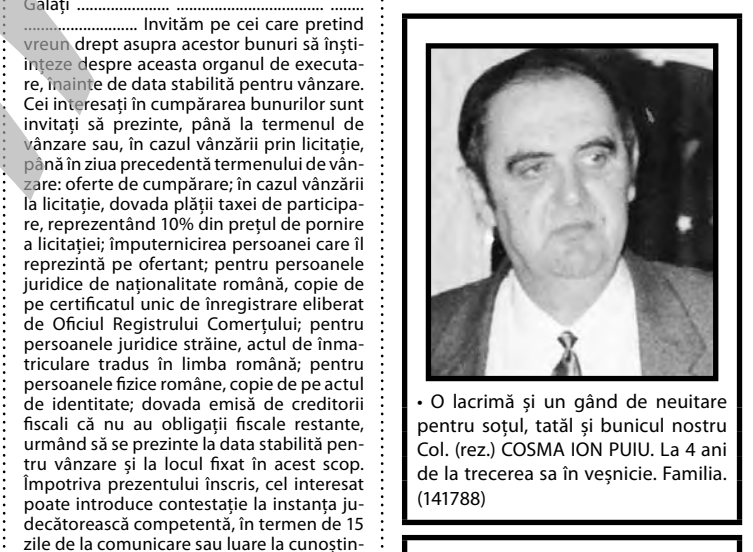 Galați .......................... ..................................... ........
............................. Invităm pe cei care pretind
vreun drept asupra acestor bunuri să înști-
ințeze despre aceasta organul de executa-
re, înainte de data stabilită pentru vânzare.
Cei interesați în cumpărarea bunurilor sunt
invitați să prezinte, până la termenul de
vânzare sau, în cazul vânzării prin licitație,
până în ziua precedentă termenului de vân-
zare: oferte de cumpărare; în cazul vânzării
la licitație, dovada plății taxei de participa-
re, reprezentând 10% din prețul de pornire
a licitației; împuternicirea persoanei care îl
reprezintă pe ofertant; pentru persoanele
juridice de naționalitate română, copie de
pe certificatul unic de înregistrare eliberat
de Oficiul Registrului Comerțului; pentru
persoanele juridice străine, actul de înma-
triculare tradus în limba română; pentru
persoanele fizice române, copie de pe actul
de identitate; dovada emisă de creditorii
fiscali că nu au obligații fiscale restante,
urmând să se prezinte la data stabilită pen-
tru vânzare și la locul fixat în acest scop.
Împotriva prezentului înscris, cel interesat
poate introduce contestație la instanța ju-
decătorească competentă, în termen de 15
zile de la comunicare sau luare la cunoștin-
• O lacrimă și un gând de neuitare
pentru soțul, tatăl și bunicul nostru
Col. (rez.) COSMA ION PUIU. La 4 ani
de la trecerea sa în veșnicie. Familia.
(141788)